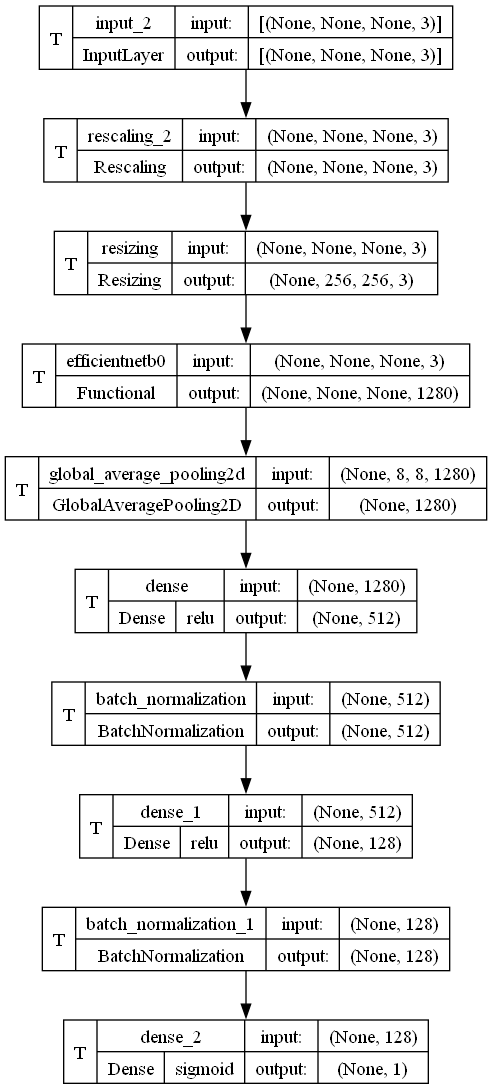 T input_2 input: [(None, None, None, 3)]
InputLayer output: [(None, None, None, 3)]
T rescaling_2 input: (None, None, None, 3)
Rescaling output: (None, None, None, 3)
T resizing input: (None, None, None, 3)
Resizing output: (None, 256, 256, 3)
T efficientnetb0 input: (None, None, None, 3)
Functional output: (None, None, None, 1280)
T global_average_pooling2d input: (None, 8, 8, 1280)
GlobalAveragePooling2D output: (None, 1280)
T dense input: (None, 1280)
Dense relu output: (None, 512)
T batch_normalization input: (None, 512)
BatchNormalization output: (None, 512)
T dense_1 input: (None, 512)
Dense relu output: (None, 128)
T batch_normalization_1 input: (None, 128)
BatchNormalization output: (None, 128)
T dense_2 input: (None, 128)
Dense sigmoid output: (None, 1)